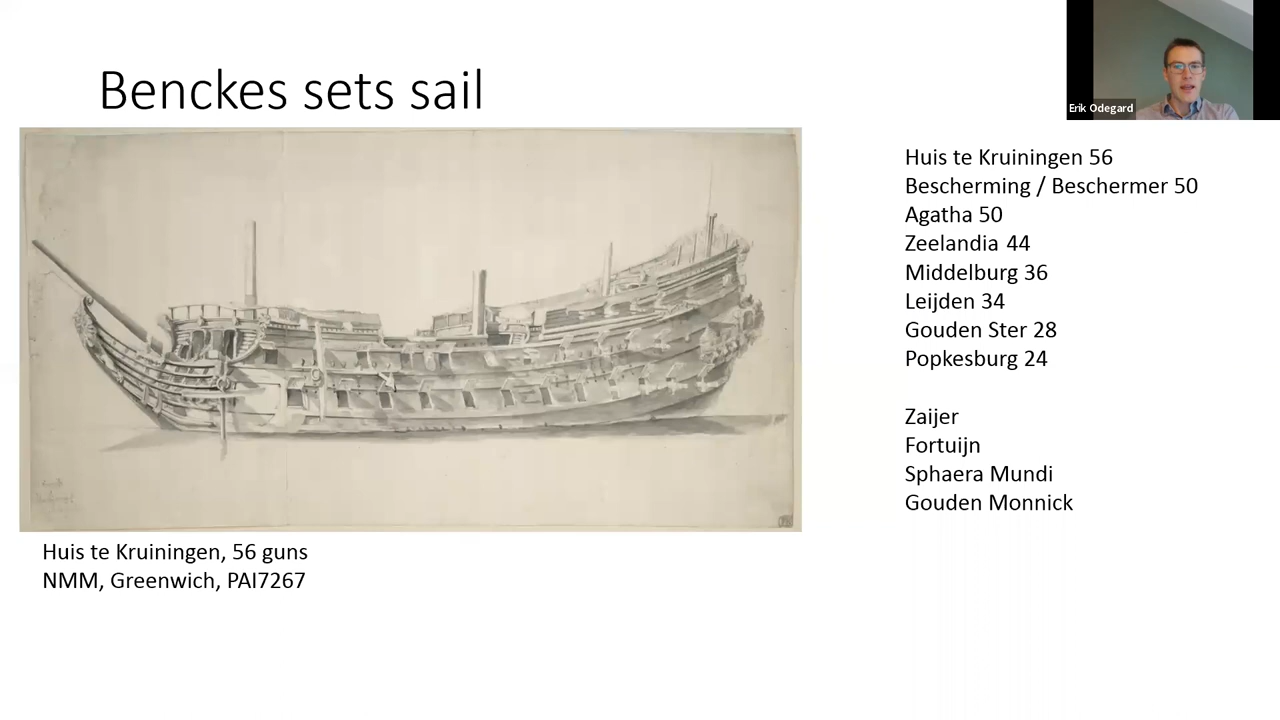 Benckes sets sail
Erik Odegard
Huis te Kruiningen 56
Bescherming / Beschermer 50
Agatha 50
Zeelandia 44
Middelburg 36
Leijden 34
Gouden Ster 28
Popkesburg 24
Zaijer
Fortuijn
Sphaera Mundi
Gouden Monnick
Huis te Kruiningen, 56 guns
NMM, Greenwich, PAI7267